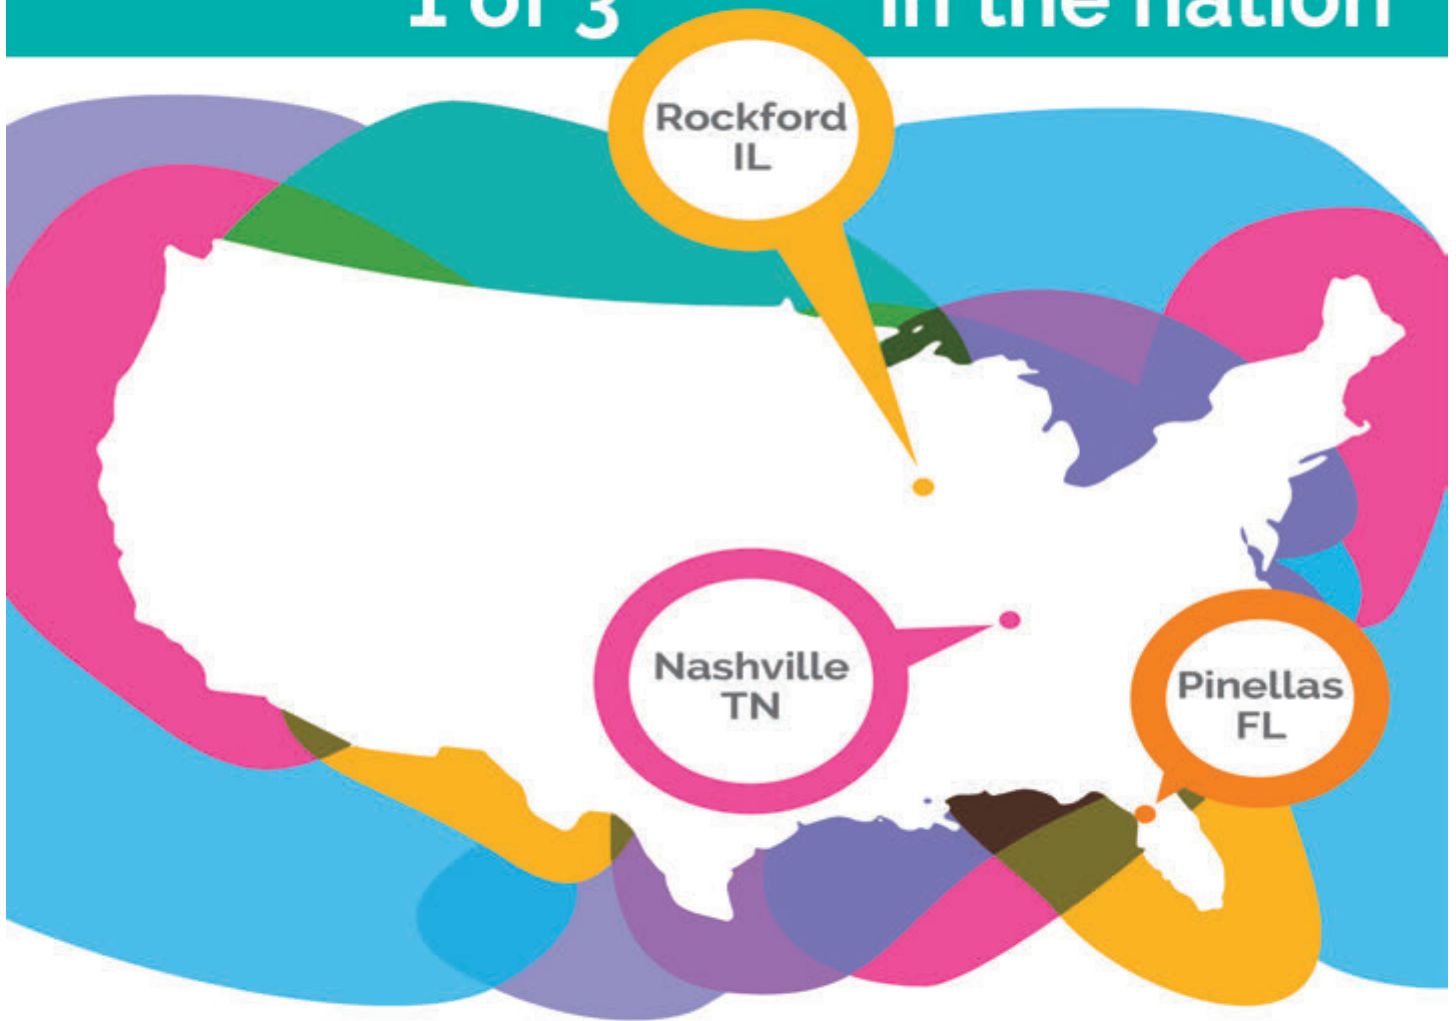 1 of 3 in the nation
Rockford
IL
Nashville
TN
Pinellas
FL